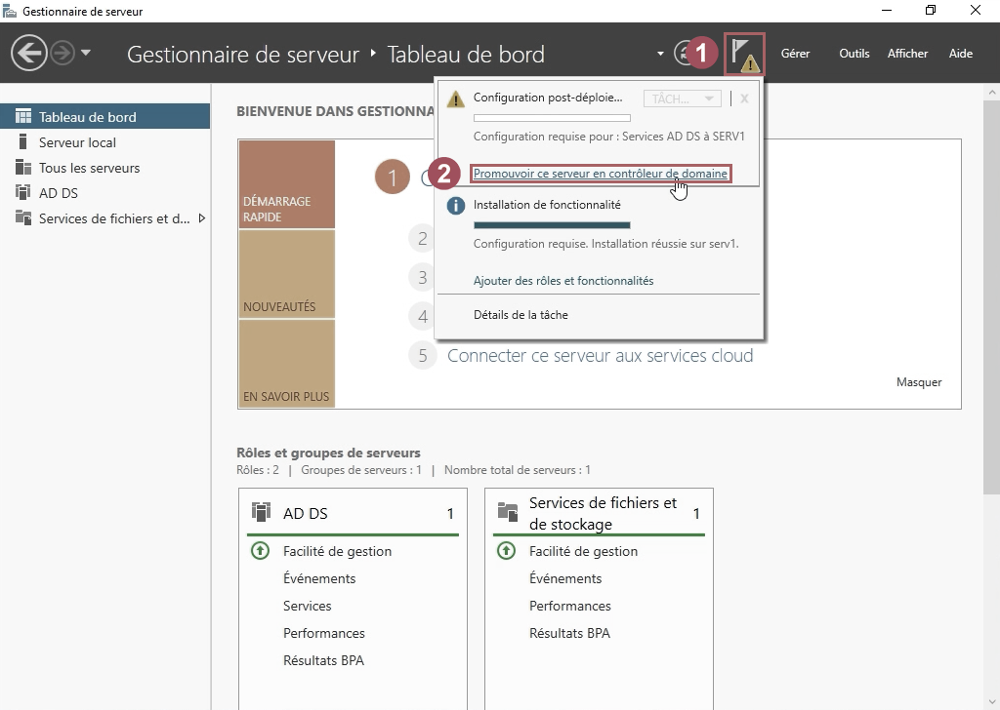 Gestionnaire de serveur
Gestionnaire de serveur • Tableau de bord
1
Gérer
Outils
Afficher
Aide
Tableau de bord
Serveur local
Tous les serveurs
AD DS
Services de fichiers et d...
BIENVENUE DANS GESTIONNA
DÉMARRAGE
RAPIDE
NOUVEAUTÉS
EN SAVOIR PLUS
1
2
3
4
5 Connecter ce serveur aux services cloud
Masquer
Configuration post-déploie...
TÂCH...
X
Configuration requise pour : Services AD DS à SERV1
2
Promouvoir ce serveur en contrôleur de domaine
Installation de fonctionnalité
Configuration requise. Installation réussie sur serv1.
Ajouter des rôles et fonctionnalités
Détails de la tâche
Rôles et groupes de serveurs
Rôles : 2 | Groupes de serveurs : 1 | Nombre total de serveurs : 1
AD DS 1
Facilité de gestion
Événements
Services
Performances
Résultats BPA
Services de fichiers et
de stockage
1
Facilité de gestion
Événements
Performances
Résultats BPA